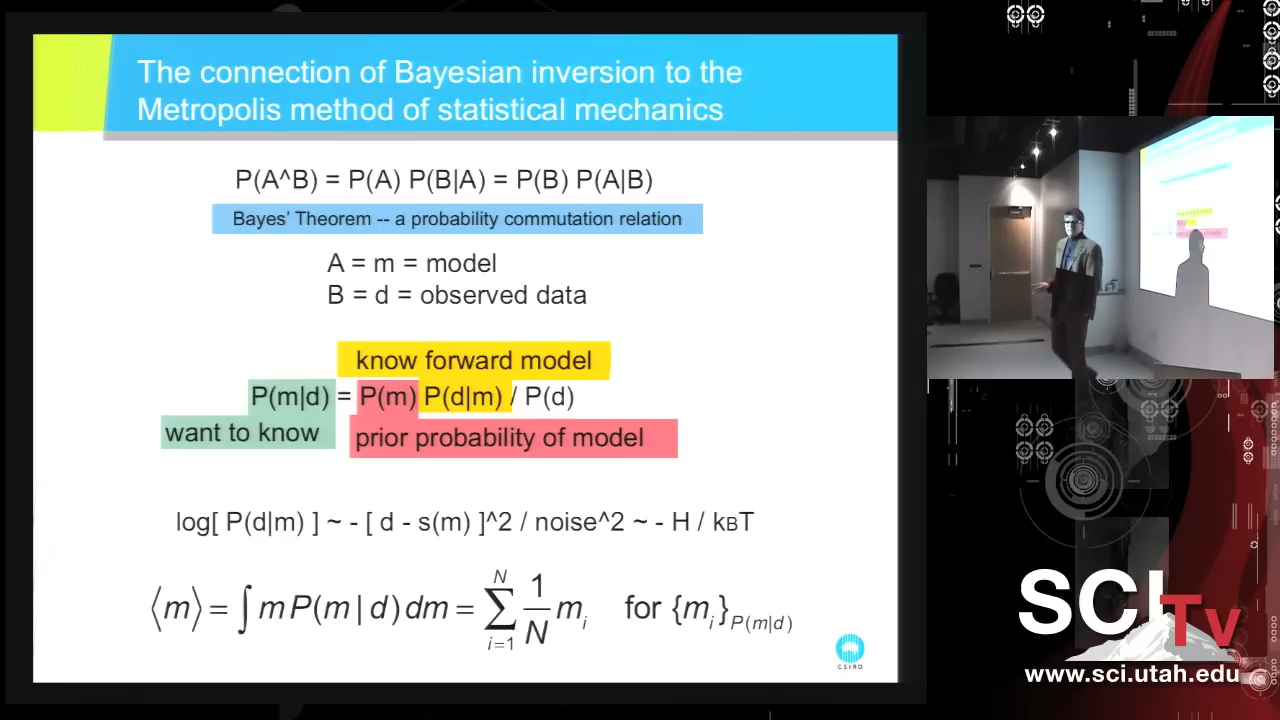 The connection of Bayesian inversion to the
Metropolis method of statistical mechanics
P(A^B) = P(A) P(B|A) = P(B) P(A|B)
Bayes' Theorem -- a probability commutation relation
A = m = model
B = d = observed data
know forward model
P(m|d) = P(m) P(d|m) / P(d)
want to know
prior probability of model
log[ P(d|m) ] ~ - [ d - s(m) ]^2 / noise^2 ~ - H / kBT
⟨m⟩ = ∫ m P(m | d) dm = ∑_{i=1}^{N} 1/N m_i for {m_i}_{P(m|d)}
CSIRO
SCI Tv
www.sci.utah.edu